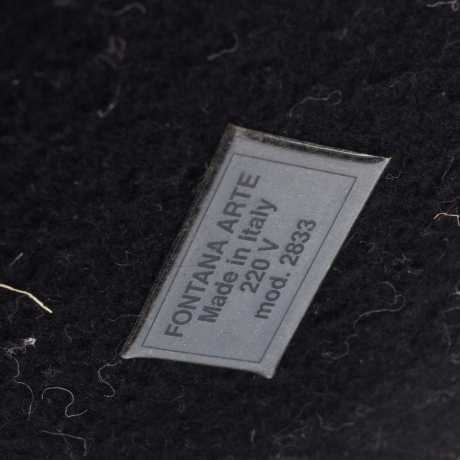 FONTANA ARTE
Made in Italy
220 V
mod. 2833